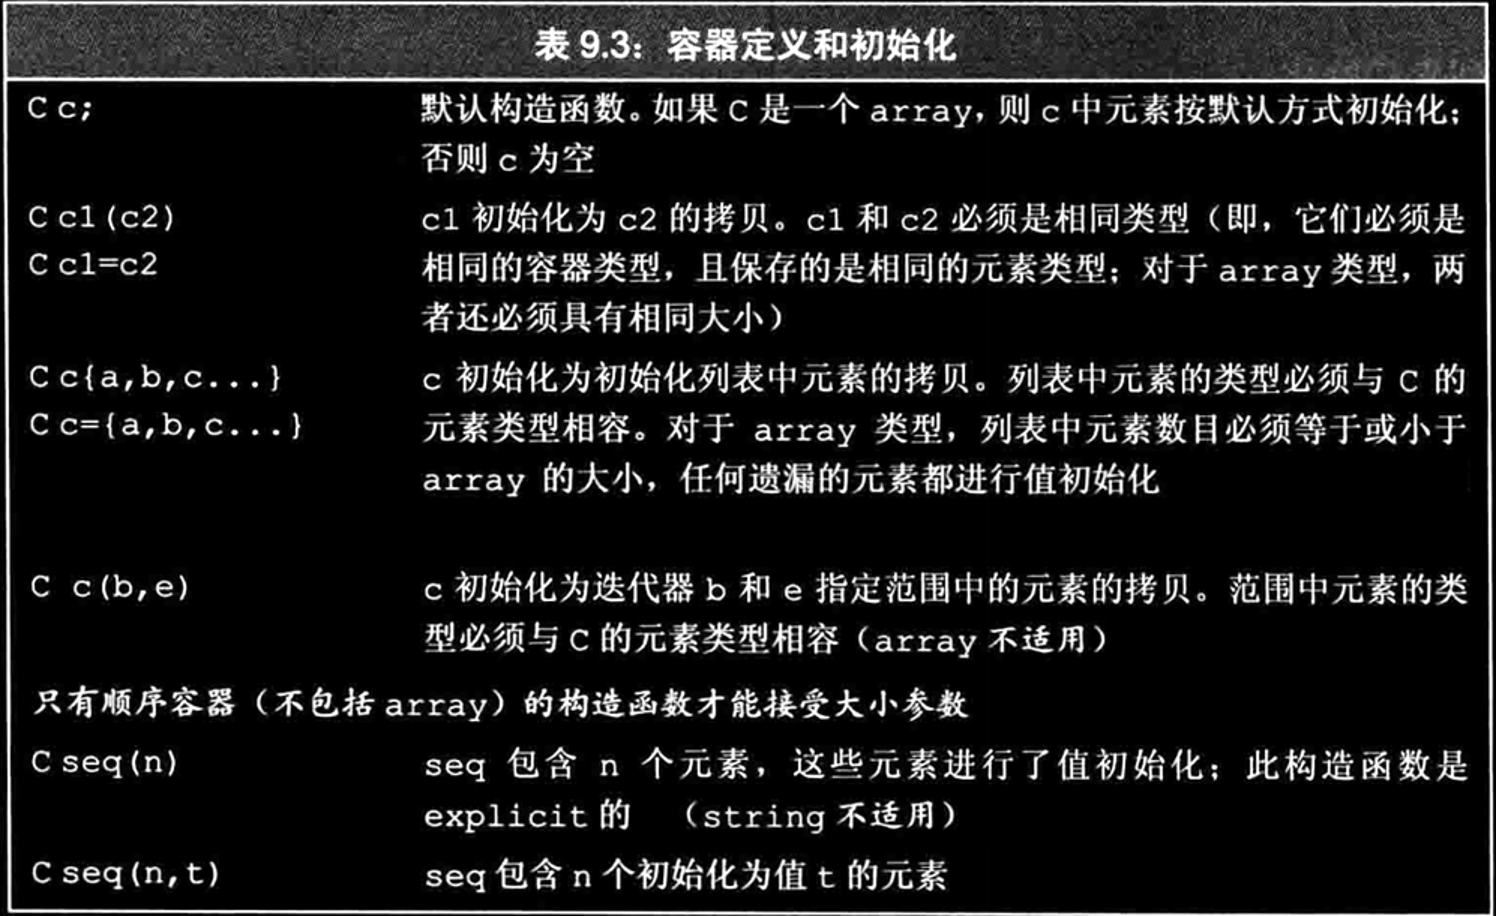 表 9.3：容器定义和初始化
C c; 默认构造函数。如果 C 是一个 array，则 c 中元素按默认方式初始化；
否则 c 为空
C c1(c2) c1 初始化为 c2 的拷贝。c1 和 c2 必须是相同类型（即，它们必须是
C c1=c2 相同的容器类型，且保存的是相同的元素类型；对于 array 类型，两
者还必须具有相同大小）
C c{a,b,c...} c 初始化为初始化列表中元素的拷贝。列表中元素的类型必须与 C 的
C c={a,b,c...} 元素类型相容。对于 array 类型，列表中元素数目必须等于或小于
array 的大小，任何遗漏的元素都进行值初始化
C c(b,e) c 初始化为迭代器 b 和 e 指定范围中的元素的拷贝。范围中元素的类
型必须与 C 的元素类型相容（array 不适用）
只有顺序容器（不包括 array）的构造函数才能接受大小参数
C seq(n) seq 包含 n 个元素，这些元素进行了值初始化；此构造函数是
explicit 的 （string 不适用）
C seq(n,t) seq 包含 n 个初始化为值 t 的元素